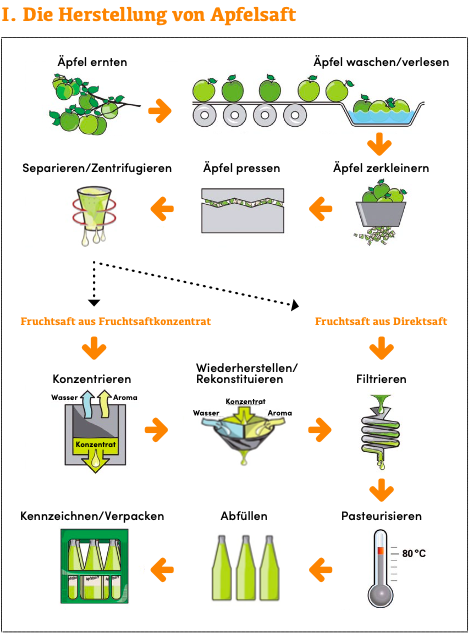 I. Die Herstellung von Apfelsaft
Äpfel ernten
Äpfel waschen/verlesen
Separieren/Zentrifugieren
Äpfel pressen
Äpfel zerkleinern
Fruchtsaft aus Fruchtsaftkonzentrat
Fruchtsaft aus Direktsaft
Konzentrieren
Wiederherstellen/
Rekonstituieren
Filtrieren
Wasser
Aroma
Konzentrat
Konzentrat
Wasser
Aroma
Kennzeichnen/Verpacken
Abfüllen
Pasteurisieren
80 °C